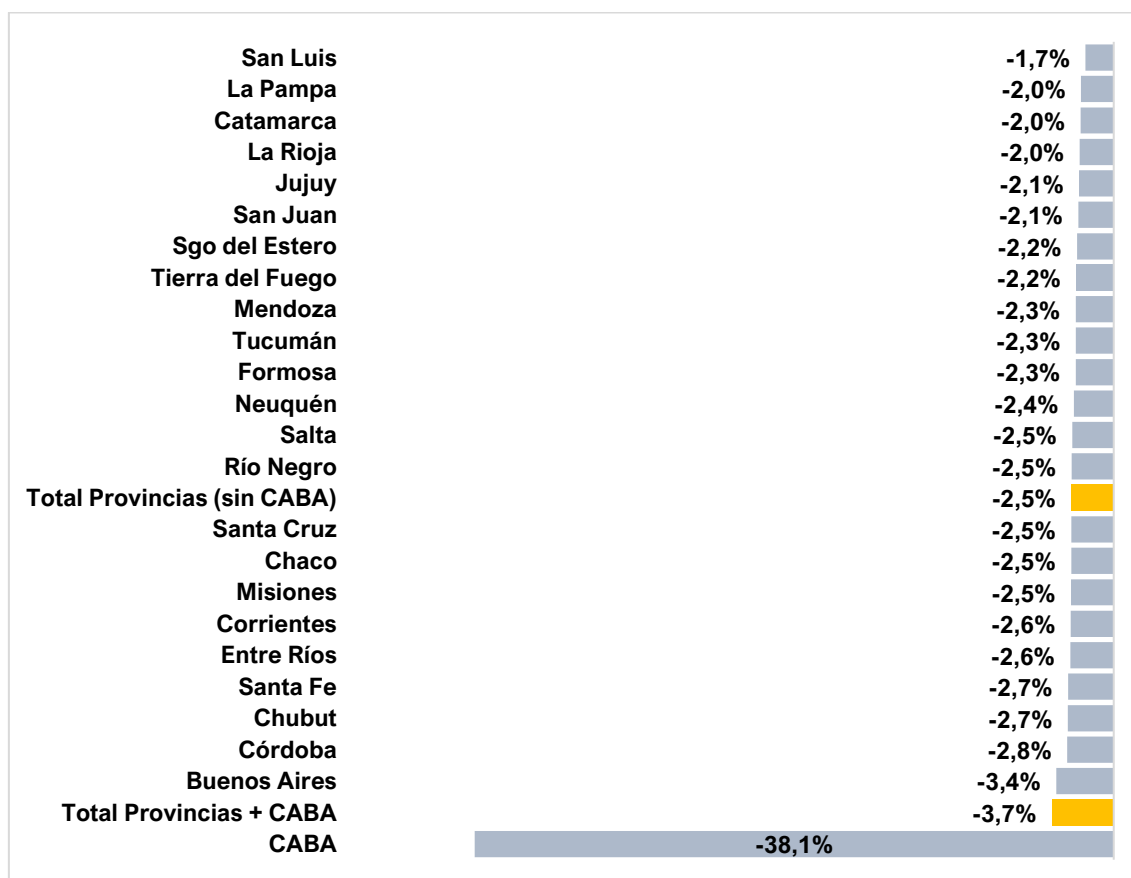 San Luis -1,7%
La Pampa -2,0%
Catamarca -2,0%
La Rioja -2,0%
Jujuy -2,1%
San Juan -2,1%
Sgo del Estero -2,2%
Tierra del Fuego -2,2%
Mendoza -2,3%
Tucumán -2,3%
Formosa -2,3%
Neuquén -2,4%
Salta -2,5%
Río Negro -2,5%
Total Provincias (sin CABA) -2,5%
Santa Cruz -2,5%
Chaco -2,5%
Misiones -2,5%
Corrientes -2,6%
Entre Ríos -2,6%
Santa Fe -2,7%
Chubut -2,7%
Córdoba -2,8%
Buenos Aires -3,4%
Total Provincias + CABA -3,7%
CABA -38,1%